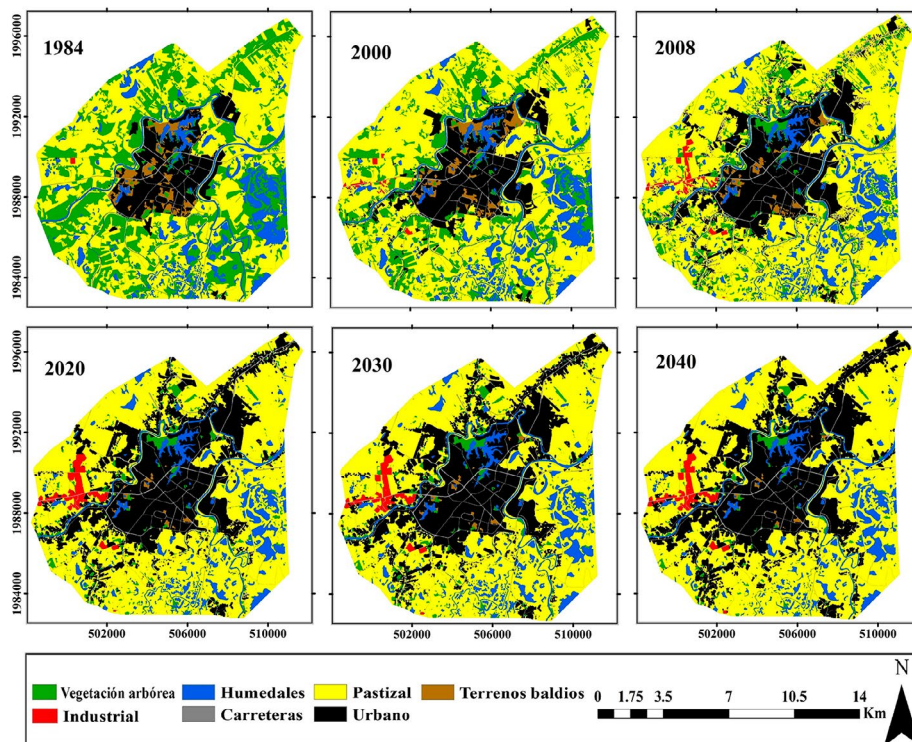 1984
2000
2008
1996000
1992000
1988000
1984000
2020
2030
2040
1996000
1992000
1988000
1984000
502000 506000 510000
502000 506000 510000
502000 506000 510000
Vegetación arbórea Humedales Pastizal Terrenos baldios
Industrial Carreteras Urbano
0 1.75 3.5 7 10.5 14
Km
N